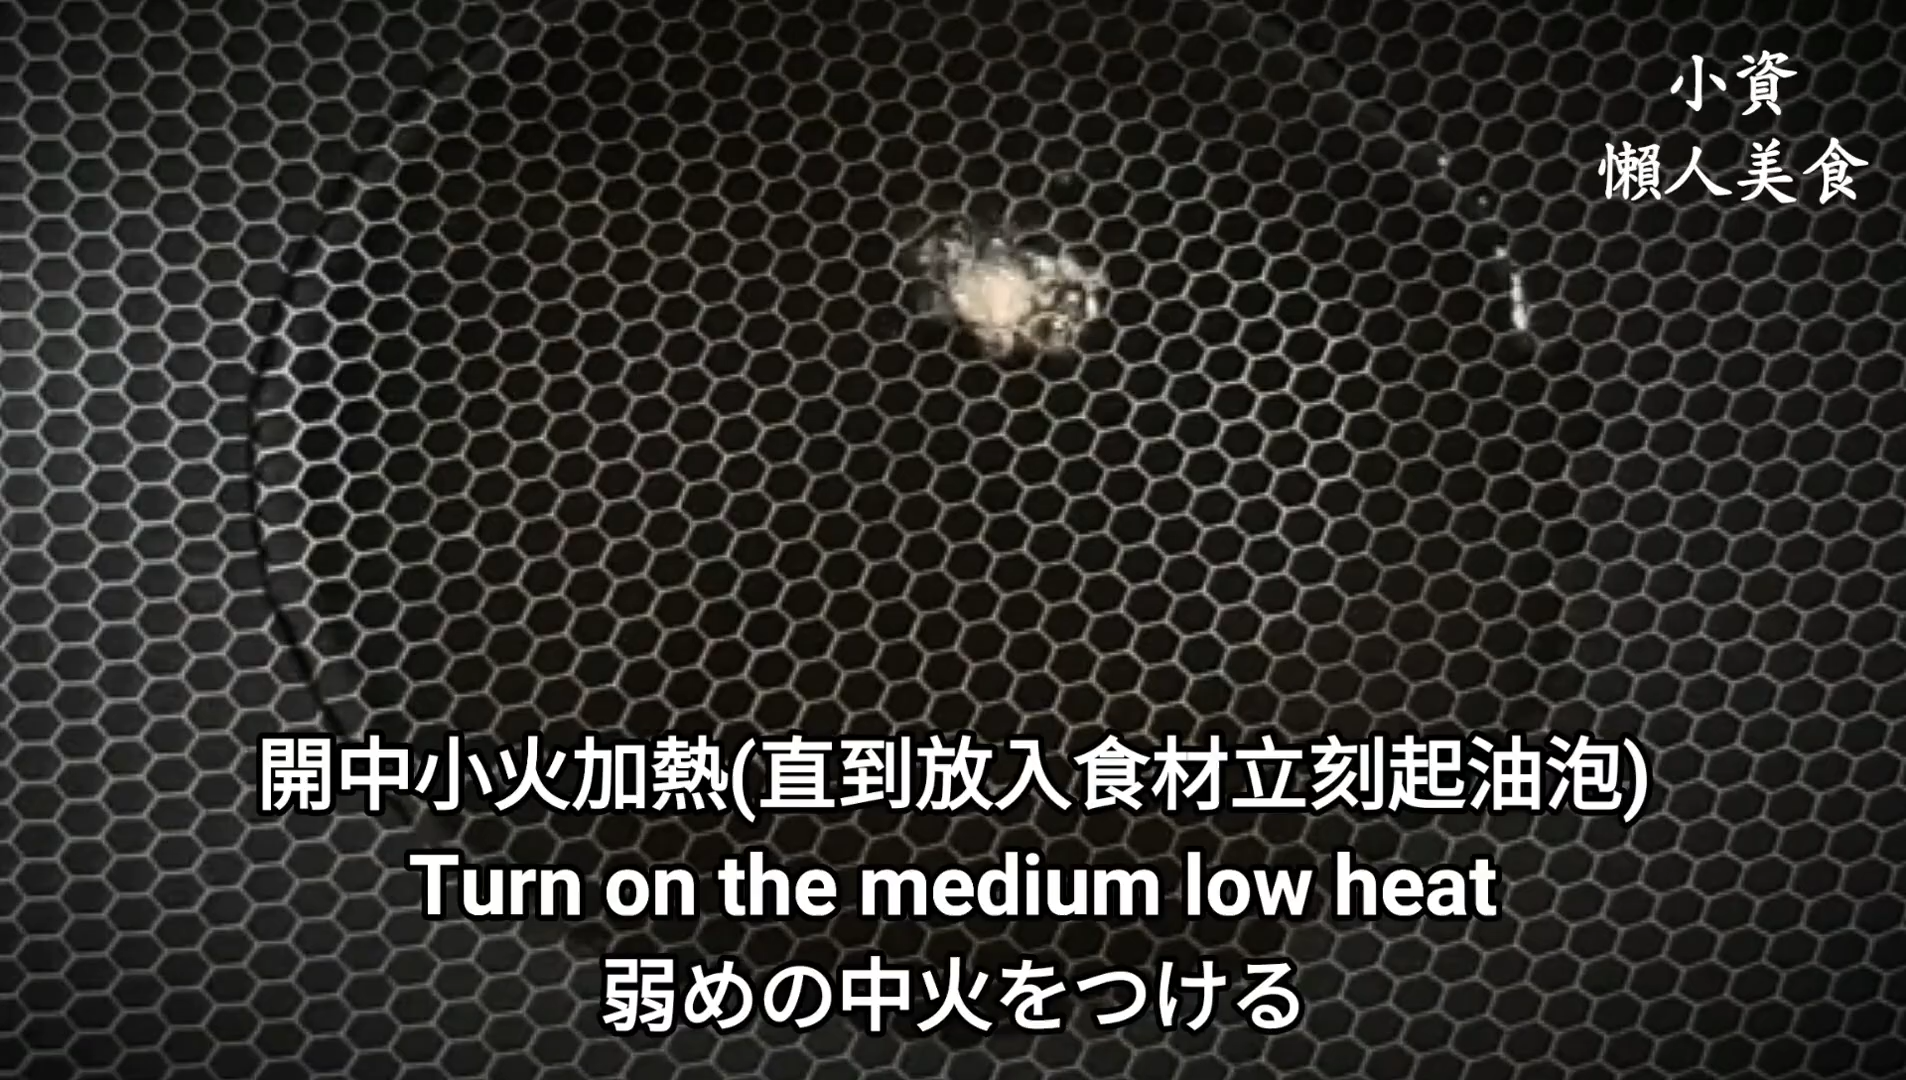 小資
懶人美食
開中小火加熱(直到放入食材立刻起油泡)
Turn on the medium low heat
弱めの中火をつける